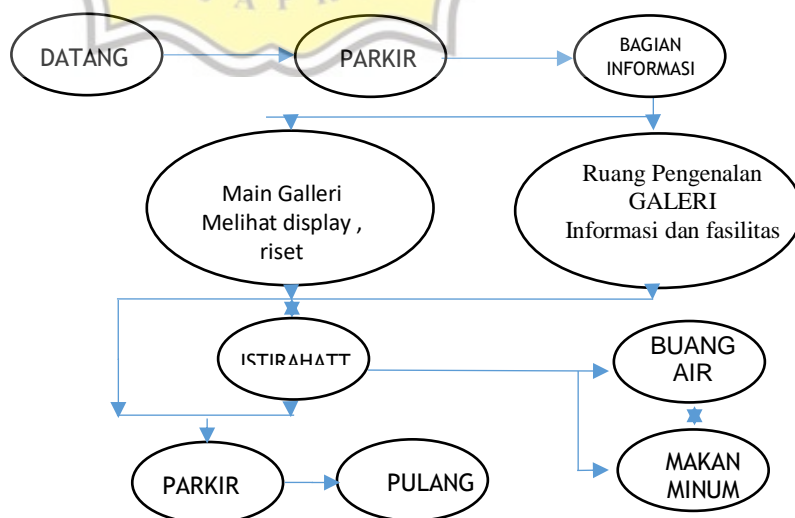 DATANG
PARKIR
BAGIAN
INFORMASI
Main Galleri
Melihat display ,
riset
Ruang Pengenalan
GALERI
Informasi dan fasilitas
ISTIRAHATT
BUANG
AIR
MAKAN
MINUM
PARKIR
PULANG